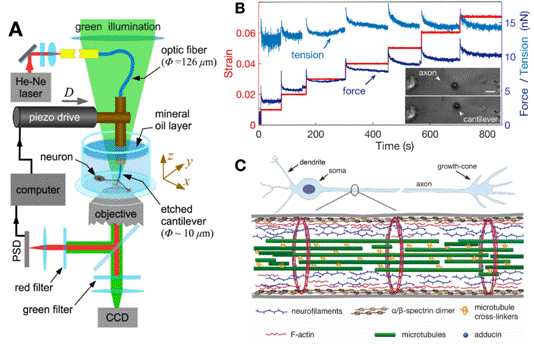 A
green illumination
optic fiber
(Φ=126 μm)
He-Ne
laser
D
piezo drive
mineral
oil layer
neuron
z
y
x
computer
etched
cantilever
(Φ~ 10 μm)
objective
PSD
red filter
green filter
CCD
B
Strain
0.06
0.04
0.02
0
tension
force
axon
cantilever
0 200 400 600 800
Time (s)
15
10
5
0
Force / Tension (nN)
C
dendrite
soma
axon
growth-cone
neurofilaments
α/β-spectrin dimer
microtubule
cross-linkers
F-actin
microtubules
adducin